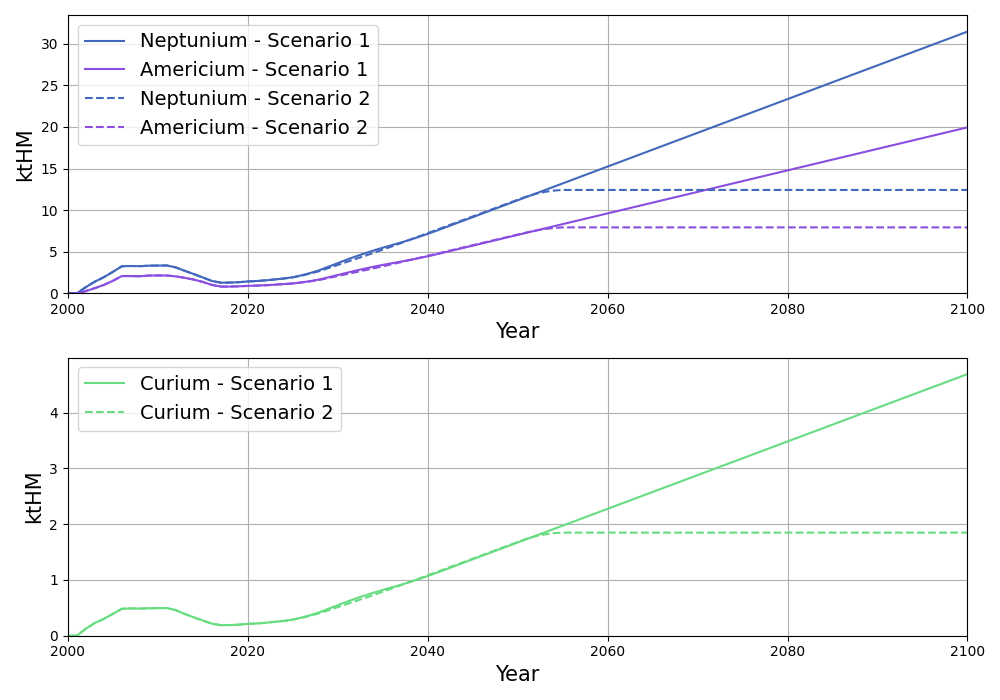 ktHM
30
25
20
15
10
5
0
Neptunium - Scenario 1
Americium - Scenario 1
Neptunium - Scenario 2
Americium - Scenario 2
2000 2020 2040 2060 2080 2100
Year
ktHM
4
3
2
1
0
Curium - Scenario 1
Curium - Scenario 2
2000 2020 2040 2060 2080 2100
Year